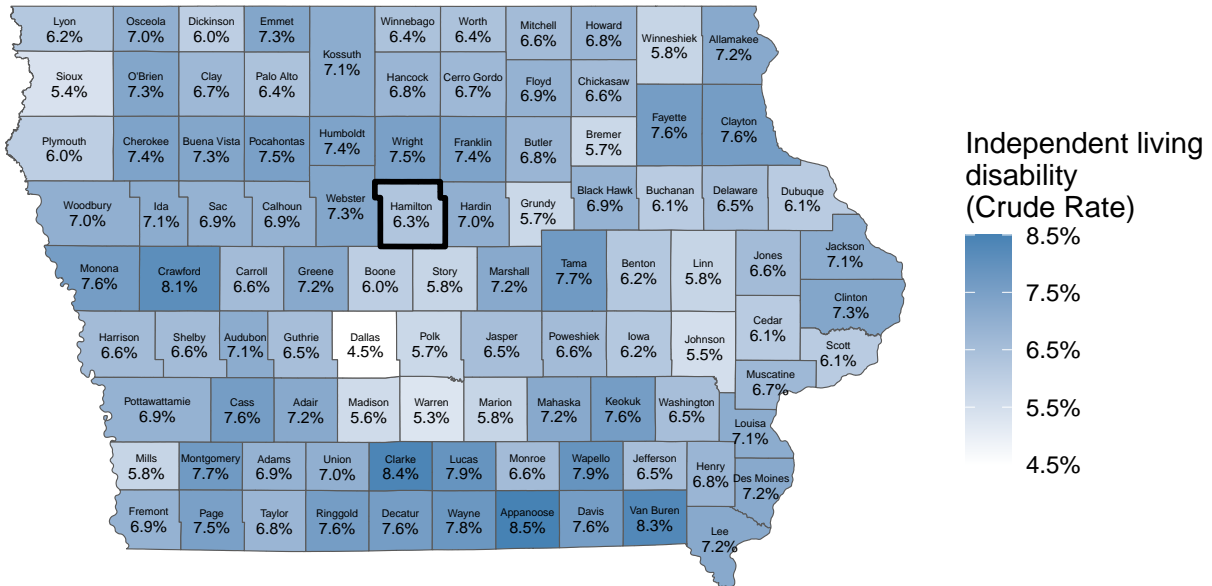 Lyon
6.2%
Osceola
7.0%
Dickinson
6.0%
Emmet
7.3%
Kossuth
7.1%
Winnebago
6.4%
Worth
6.4%
Mitchell
6.6%
Howard
6.8%
Winneshiek
5.8%
Allamakee
7.2%
Sioux
5.4%
O'Brien
7.3%
Clay
6.7%
Palo Alto
6.4%
Hancock
6.8%
Cerro Gordo
6.7%
Floyd
6.9%
Chickasaw
6.6%
Fayette
7.6%
Clayton
7.6%
Plymouth
6.0%
Cherokee
7.4%
Buena Vista
7.3%
Pocahontas
7.5%
Humboldt
7.4%
Wright
7.5%
Franklin
7.4%
Butler
6.8%
Bremer
5.7%
Woodbury
7.0%
Ida
7.1%
Sac
6.9%
Calhoun
6.9%
Webster
7.3%
Hamilton
6.3%
Hardin
7.0%
Grundy
5.7%
Black Hawk
6.9%
Buchanan
6.1%
Delaware
6.5%
Dubuque
6.1%
Monona
7.6%
Crawford
8.1%
Carroll
6.6%
Greene
7.2%
Boone
6.0%
Story
5.8%
Marshall
7.2%
Tama
7.7%
Benton
6.2%
Linn
5.8%
Jones
6.6%
Jackson
7.1%
Clinton
7.3%
Harrison
6.6%
Shelby
6.6%
Audubon
7.1%
Guthrie
6.5%
Dallas
4.5%
Polk
5.7%
Jasper
6.5%
Poweshiek
6.6%
Iowa
6.2%
Johnson
5.5%
Cedar
6.1%
Scott
6.1%
Muscatine
6.7%
Pottawattamie
6.9%
Cass
7.6%
Adair
7.2%
Madison
5.6%
Warren
5.3%
Marion
5.8%
Mahaska
7.2%
Keokuk
7.6%
Washington
6.5%
Louisa
7.1%
Mills
5.8%
Montgomery
7.7%
Adams
6.9%
Union
7.0%
Clarke
8.4%
Lucas
7.9%
Monroe
6.6%
Wapello
7.9%
Jefferson
6.5%
Henry
6.8%
Des Moines
7.2%
Fremont
6.9%
Page
7.5%
Taylor
6.8%
Ringgold
7.6%
Decatur
7.6%
Wayne
7.8%
Appanoose
8.5%
Davis
7.6%
Van Buren
8.3%
Lee
7.2%
Independent living
disability
(Crude Rate)
8.5%
7.5%
6.5%
5.5%
4.5%